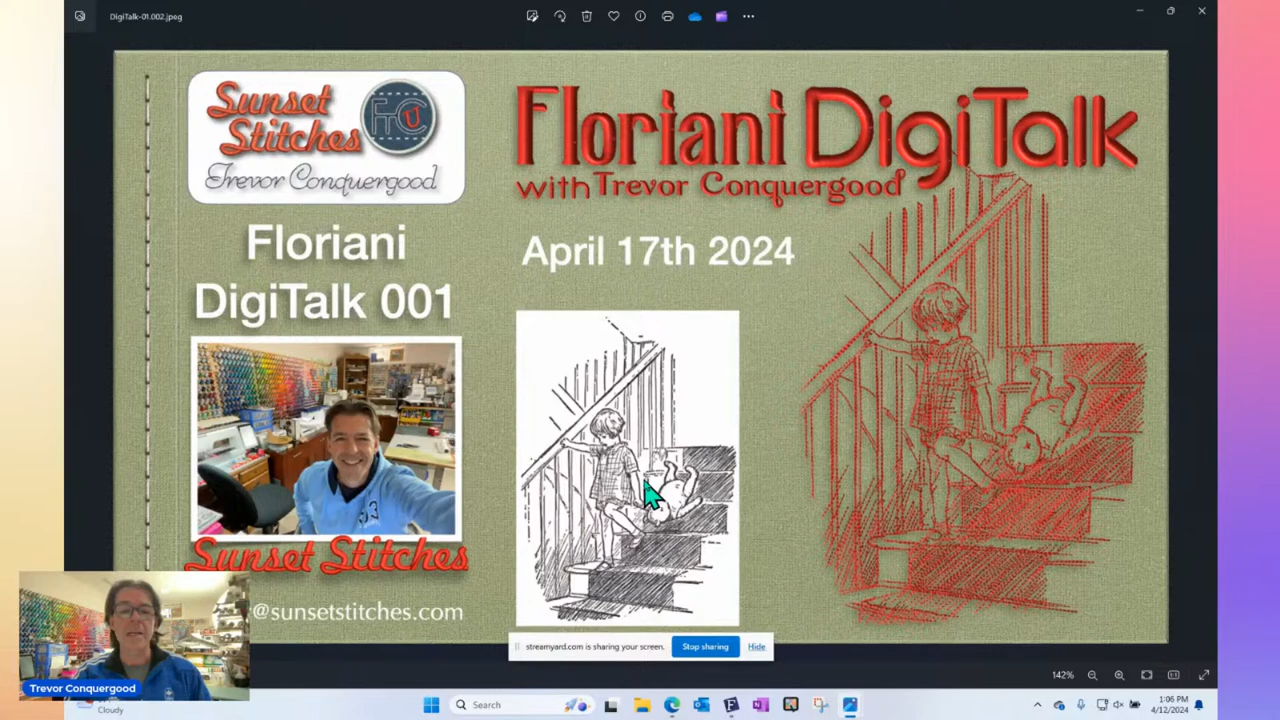 DigiTalk-01.002.jpeg
Sunset
Stitches
FTCU
Trevor Conquergood
Floriani DigiTalk
with Trevor Conquergood
Floriani
DigiTalk 001
April 17th 2024
Sunset Stitches
@sunsetstitches.com
streamyard.com is sharing your screen.
Stop sharing
Hide
Trevor Conquergood
142%
Cloudy
Search
1:06 PM
4/12/2024